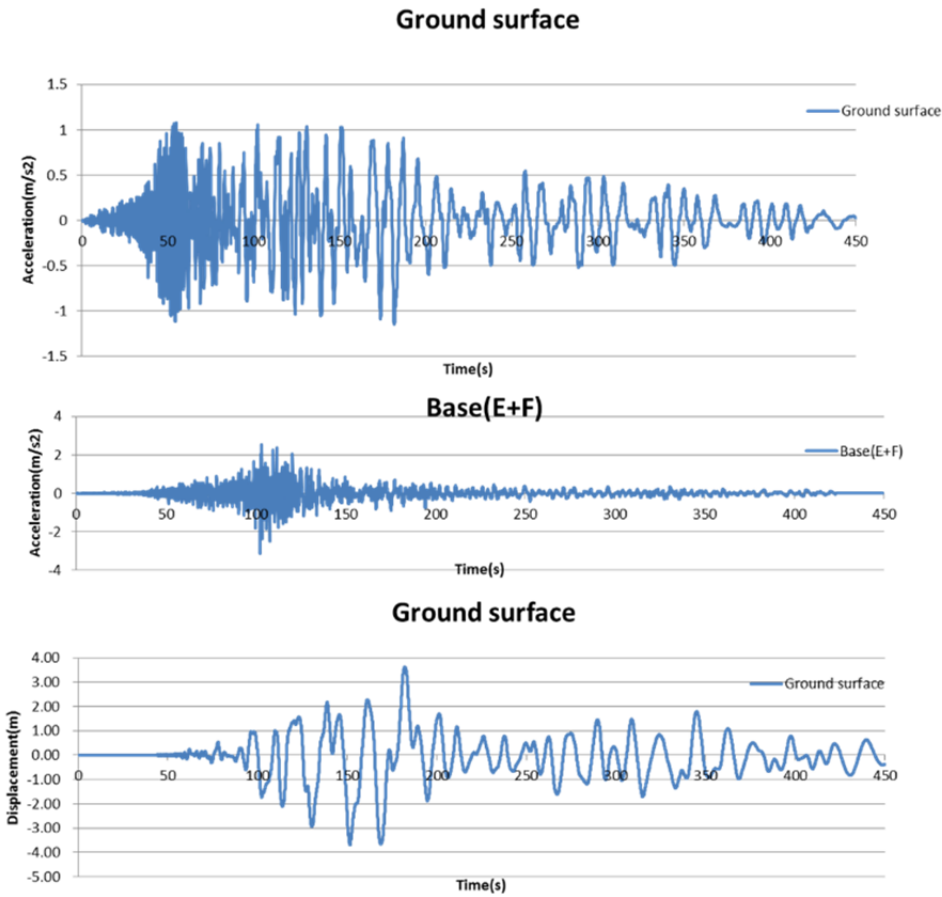 Ground surface
1.5
1
0.5
0
-0.5
-1
-1.5
Acceleration(m/s2)
0 50 100 150 200 250 300 350 400 450
Time(s)
Ground surface
Base(E+F)
4
2
0
-2
-4
Acceleration(m/s2)
0 50 100 150 200 250 300 350 400 450
Time(s)
Base(E+F)
Ground surface
4.00
3.00
2.00
1.00
0.00
-1.00
-2.00
-3.00
-4.00
-5.00
Displacement(m)
0 50 100 150 200 250 300 350 400 450
Time(s)
Ground surface